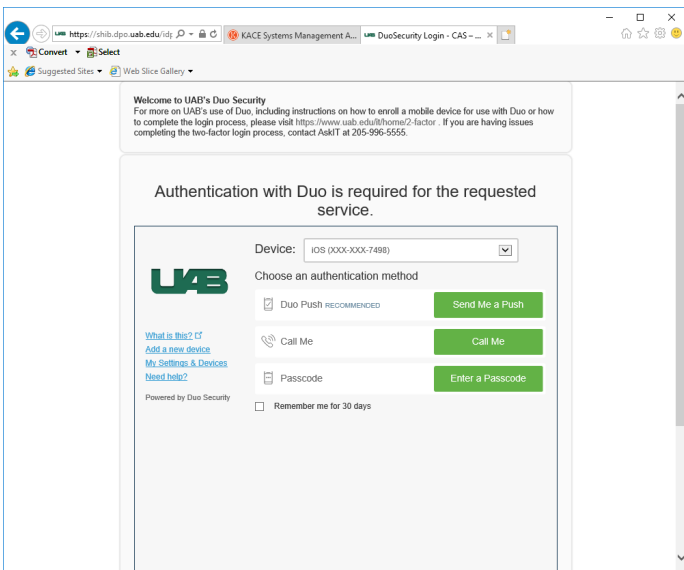 https://shib.dpo.uab.edu/idp
KACE Systems Management A...
DuoSecurity Login - CAS – ...
Convert
Select
Suggested Sites
Web Slice Gallery
Welcome to UAB's Duo Security
For more on UAB's use of Duo, including instructions on how to enroll a mobile device for use with Duo or how
to complete the login process, please visit https://www.uab.edu/it/home/2-factor . If you are having issues
completing the two-factor login process, contact AskIT at 205-996-5555.
Authentication with Duo is required for the requested
service.
UAB
Device: iOS (XXX-XXX-7498)
Choose an authentication method
Duo Push RECOMMENDED
Send Me a Push
Call Me
Call Me
Passcode
Enter a Passcode
Remember me for 30 days
What is this?
Add a new device
My Settings & Devices
Need help?
Powered by Duo Security